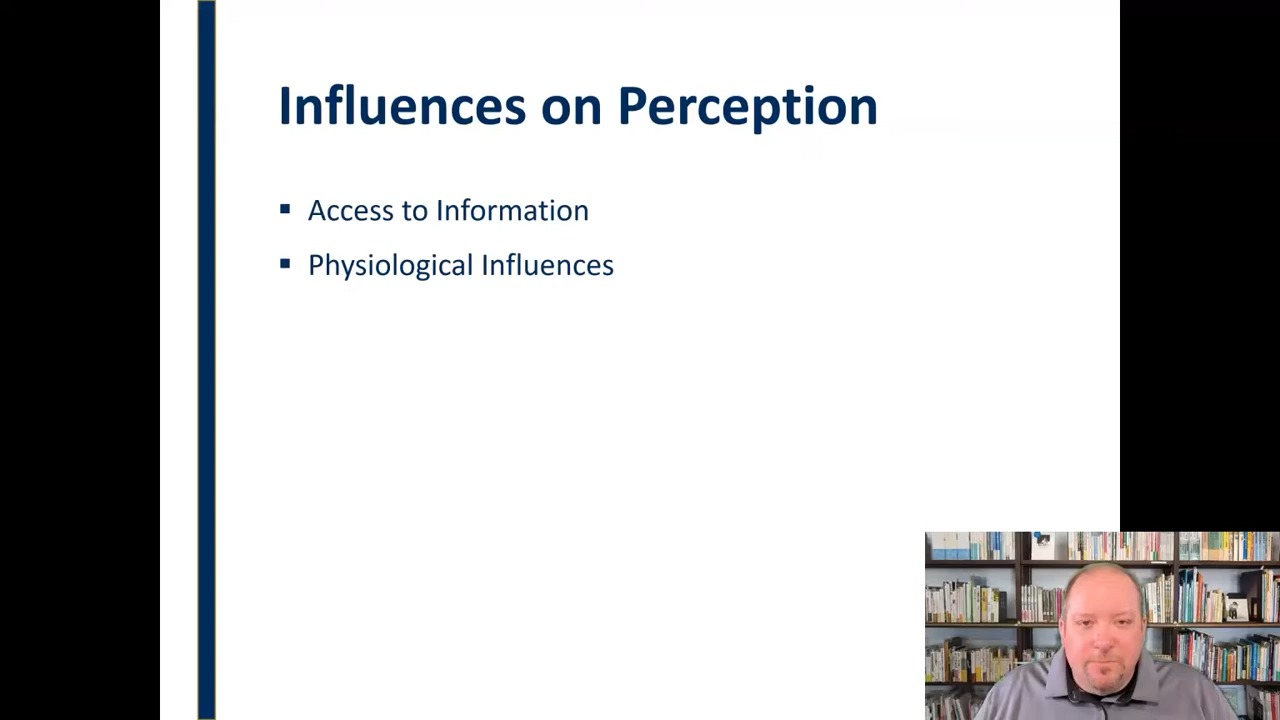 Influences on Perception
▪ Access to Information
▪ Physiological Influences